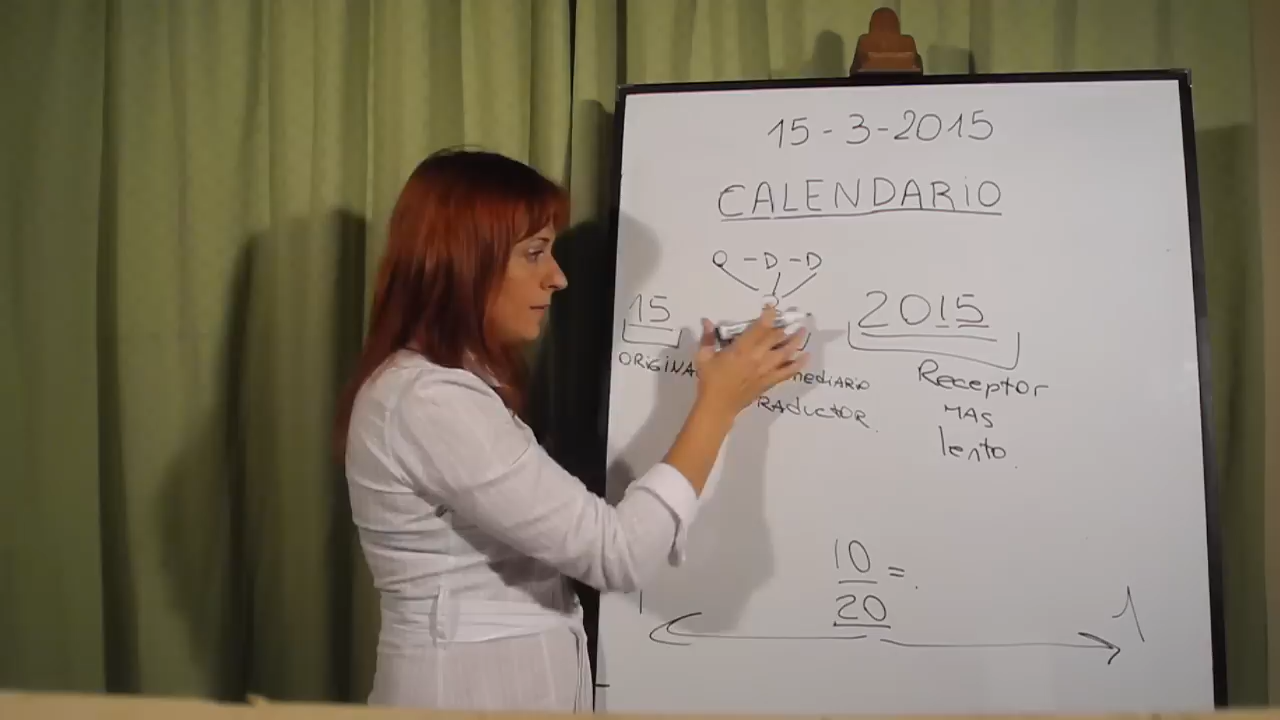 15-3-2015
CALENDARIO
D-D
15
2015
ORIGINA
MEDIARIO
RADUCTOR.
Receptor
MAS
lento.
10
20
=
1